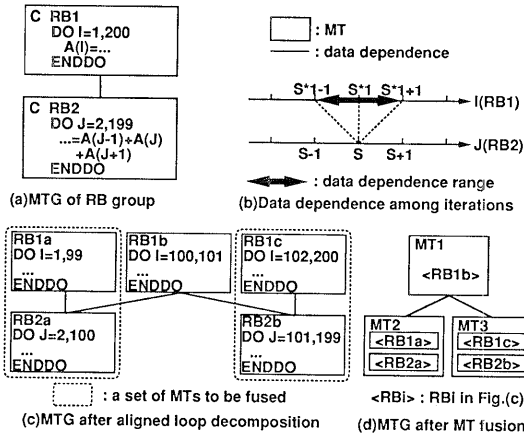 C RB1
DO I=1,200
A(I)=...
ENDDO
C RB2
DO J=2,199
...=A(J-1)+A(J)
+A(J+1)
ENDDO
(a)MTG of RB group
: MT
: data dependence
S*1-1 S*1 S*1+1
I(RB1)
J(RB2)
S-1 S S+1
: data dependence range
(b)Data dependence among iterations
RB1a
DO I=1,99
...
ENDDO
RB1b
DO I=100,101
...
ENDDO
RB1c
DO I=102,200
...
ENDDO
RB2a
DO J=2,100
...
ENDDO
RB2b
DO J=101,199
...
ENDDO
: a set of MTs to be fused
(c)MTG after aligned loop decomposition
MT1
<RB1b>
MT2
<RB1a>
<RB2a>
MT3
<RB1c>
<RB2b>
<RBi> : RBi in Fig.(c)
(d)MTG after MT fusion